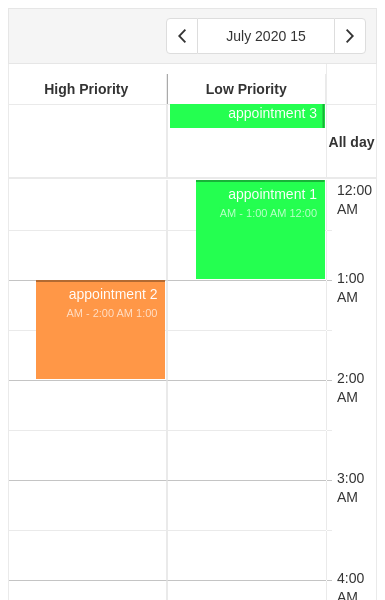 July 2020 15
High Priority
Low Priority
appointment 3
All day
appointment 1
AM - 1:00 AM 12:00
12:00
AM
appointment 2
AM - 2:00 AM 1:00
1:00
AM
2:00
AM
3:00
AM
4:00
AM